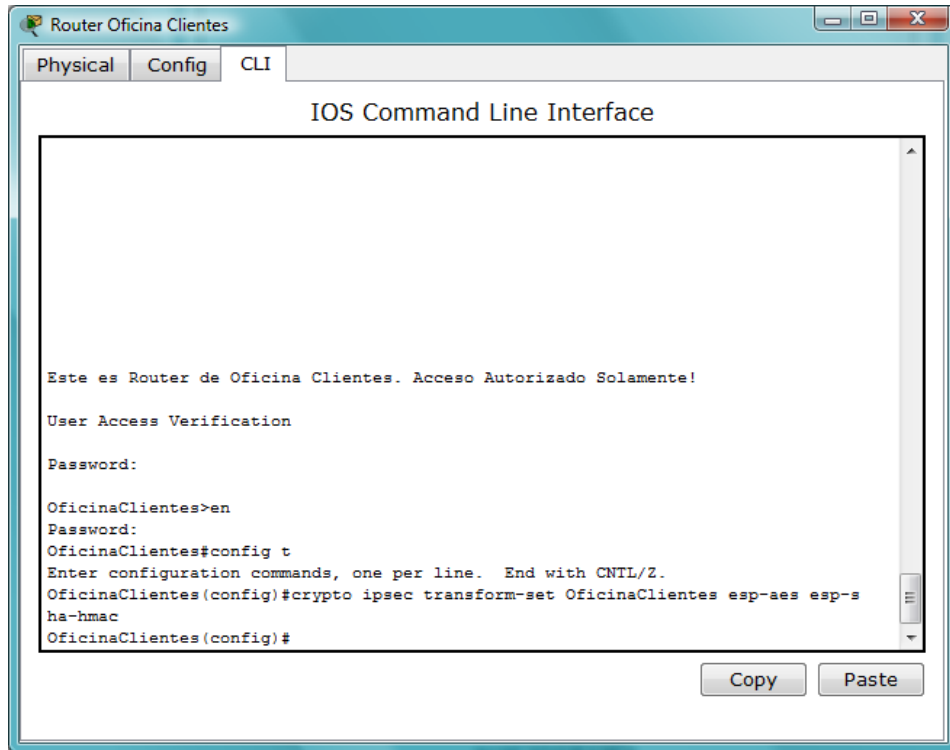 Router Oficina Clientes
Physical Config CLI
IOS Command Line Interface
Este es Router de Oficina Clientes. Acceso Autorizado Solamente!
User Access Verification
Password:
OficinaClientes>en
Password:
OficinaClientes#config t
Enter configuration commands, one per line.  End with CNTL/Z.
OficinaClientes(config)#crypto ipsec transform-set OficinaClientes esp-aes esp-s
ha-hmac
OficinaClientes(config)#
Copy Paste